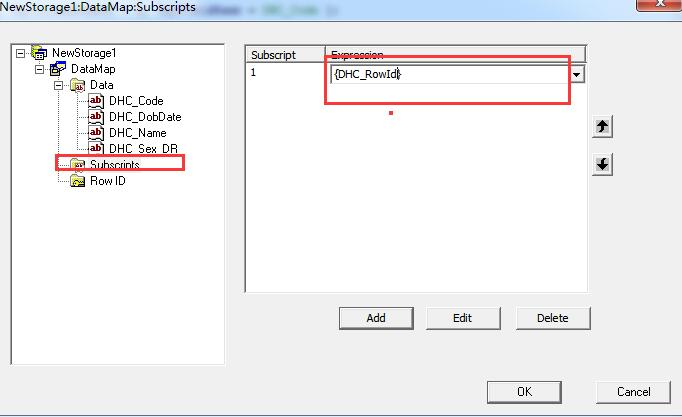 NewStorage1:DataMap:Subscripts
NewStorage1
DataMap
Data
DHC_Code
DHC_DobDate
DHC_Name
DHC_Sex_DR
Subscripts
Row ID
Subscript Expression
1 {DHC_RowId}
Add Edit Delete
OK Cancel